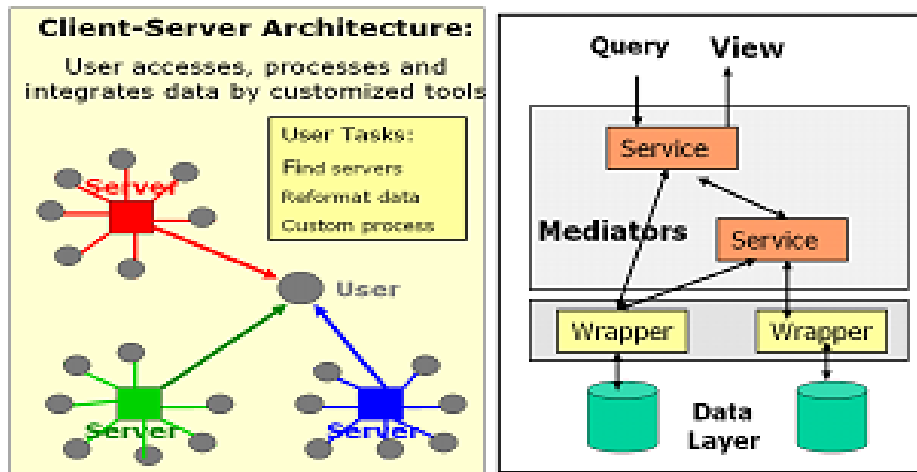 Client-Server Architecture:
User accesses, processes and
integrates data by customized tools
User Tasks:
Find servers
Reformat data
Custom process
Server
User
Server
Server
Query
View
Service
Mediators
Service
Wrapper
Wrapper
Data
Layer